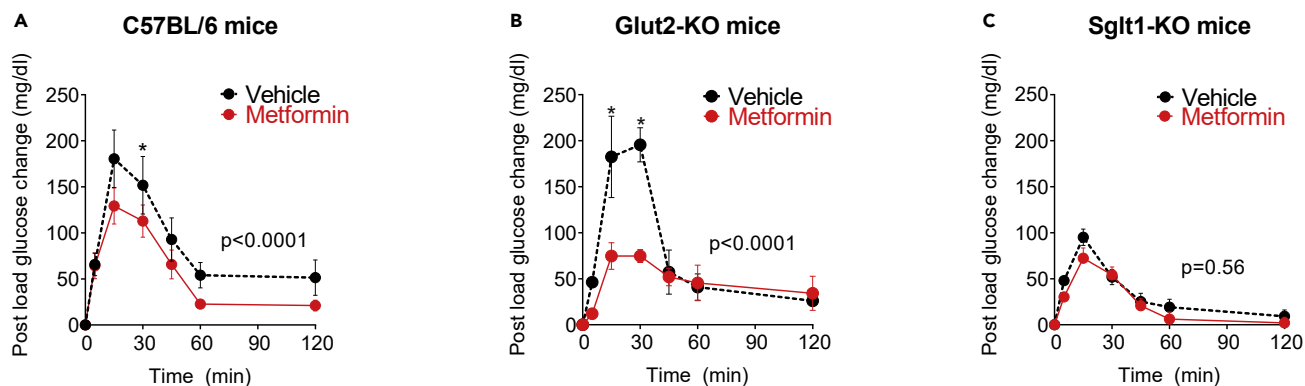 A
C57BL/6 mice
Post load glucose change (mg/dl)
250
200
150
100
50
0
Vehicle
Metformin
*
p<0.0001
0 30 60 90 120
Time (min)
B
Glut2-KO mice
Post load glucose change (mg/dl)
250
200
150
100
50
0
Vehicle
Metformin
* *
p<0.0001
0 30 60 90 120
Time (min)
C
Sglt1-KO mice
Post load glucose change (mg/dl)
250
200
150
100
50
0
Vehicle
Metformin
p=0.56
0 30 60 90 120
Time (min)